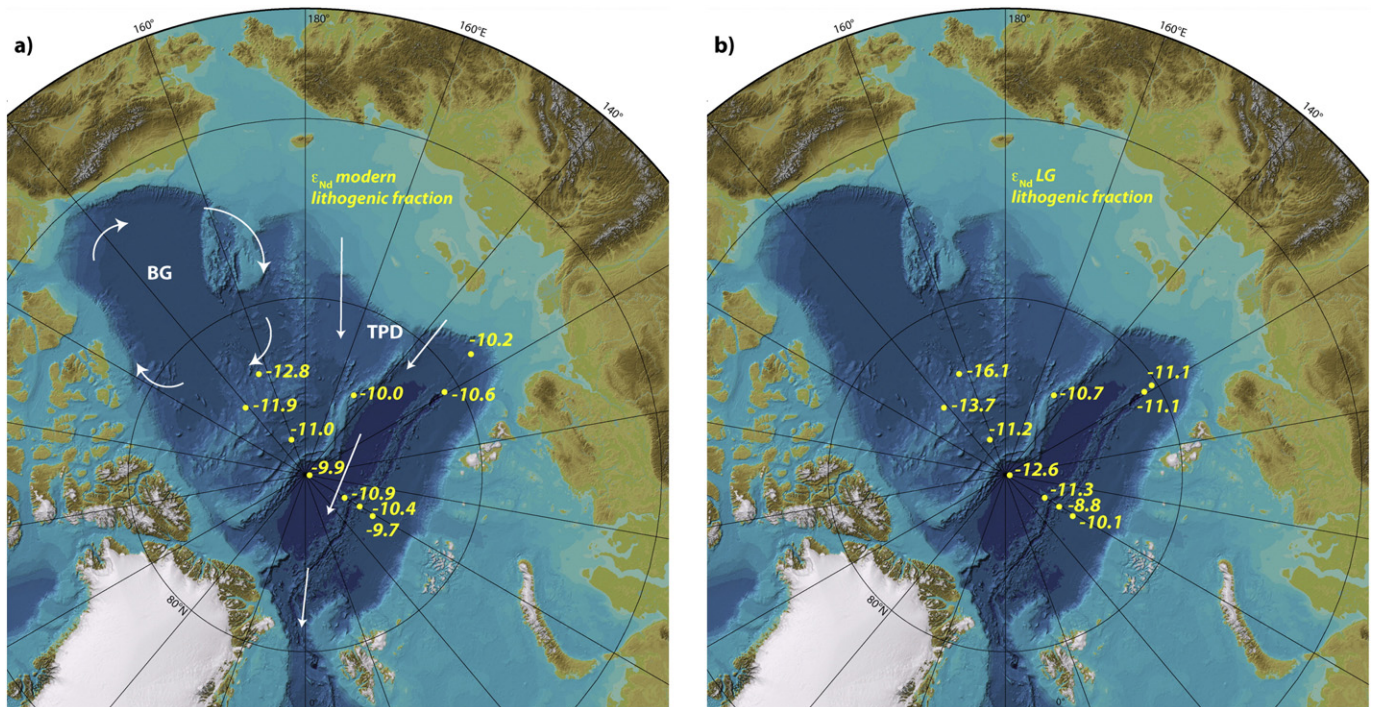 a)
160°
180°
160°E
140°
εNd modern
lithogenic fraction
BG
TPD
-10.2
-12.8
-10.0
-10.6
-11.9
-11.0
-9.9
-10.9
-10.4
-9.7
80°N
0°
b)
160°
180°
160°E
140°
εNd LG
lithogenic fraction
-16.1
-10.7
-11.1
-11.1
-13.7
-11.2
-12.6
-11.3
-8.8
-10.1
80°N
0°